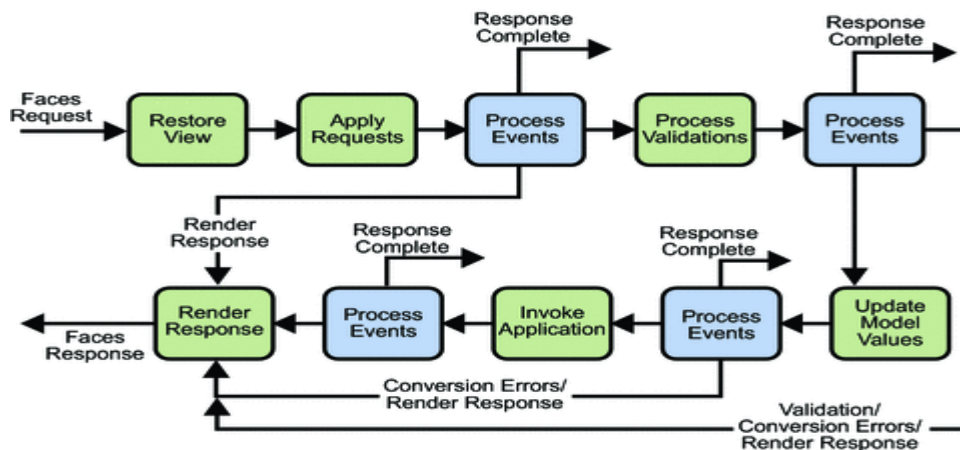 Response
Complete
Response
Complete
Faces
Request
Restore
View
Apply
Requests
Process
Events
Process
Validations
Process
Events
Render
Response
Response
Complete
Response
Complete
Render
Response
Process
Events
Invoke
Application
Process
Events
Update
Model
Values
Faces
Response
Conversion Errors/
Render Response
Validation/
Conversion Errors/
Render Response